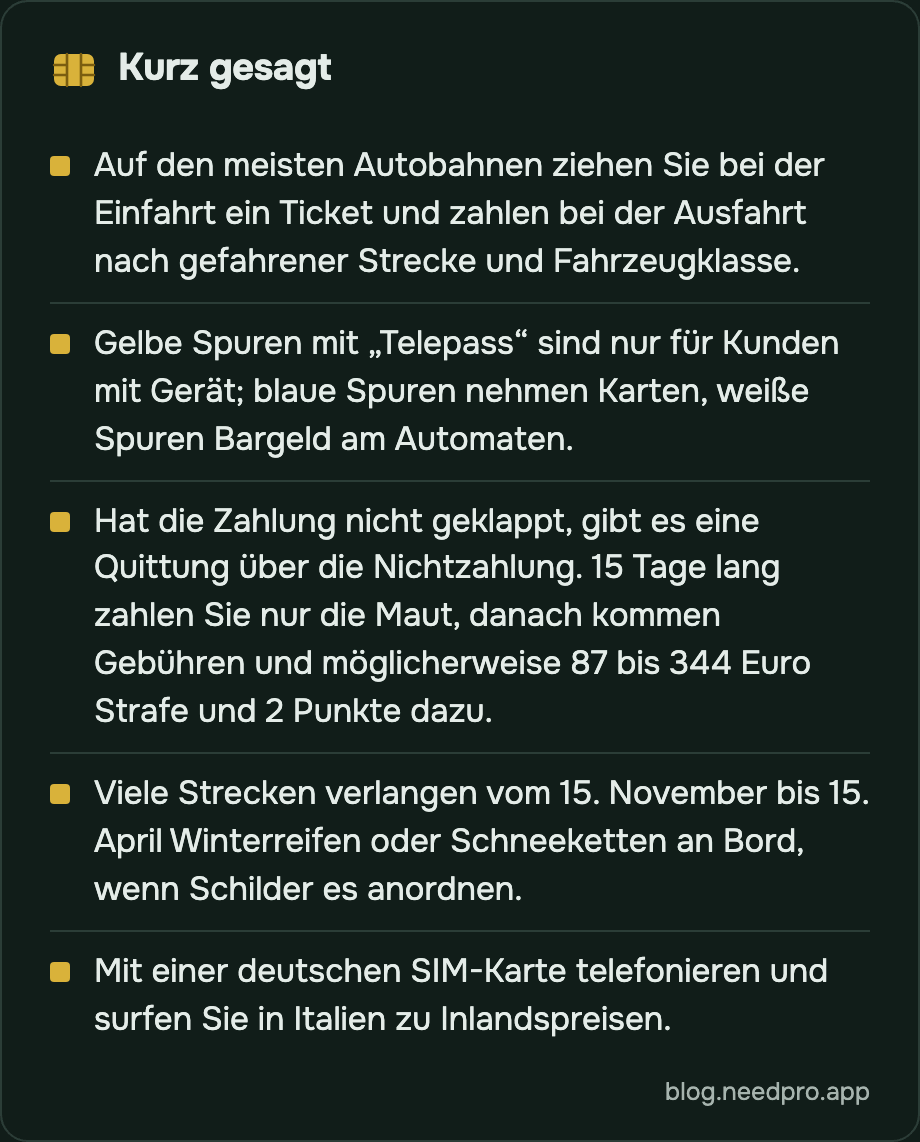 Kurz gesagt
Auf den meisten Autobahnen ziehen Sie bei der
Einfahrt ein Ticket und zahlen bei der Ausfahrt
nach gefahrener Strecke und Fahrzeugklasse.
Gelbe Spuren mit „Telepass“ sind nur für Kunden
mit Gerät; blaue Spuren nehmen Karten, weiße
Spuren Bargeld am Automaten.
Hat die Zahlung nicht geklappt, gibt es eine
Quittung über die Nichtzahlung. 15 Tage lang
zahlen Sie nur die Maut, danach kommen
Gebühren und möglicherweise 87 bis 344 Euro
Strafe und 2 Punkte dazu.
Viele Strecken verlangen vom 15. November bis 15.
April Winterreifen oder Schneeketten an Bord,
wenn Schilder es anordnen.
Mit einer deutschen SIM-Karte telefonieren und
surfen Sie in Italien zu Inlandspreisen.
blog.needpro.app